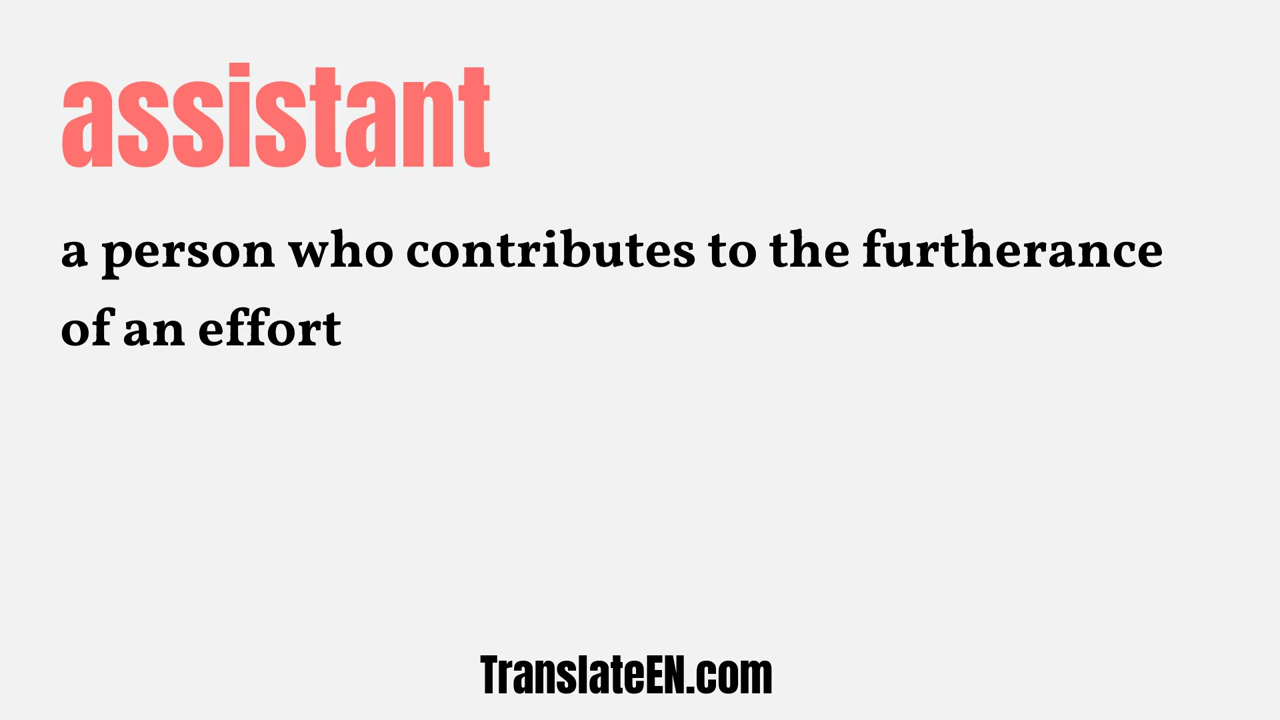 assistant
a person who contributes to the furtherance
of an effort
TranslateEN.com